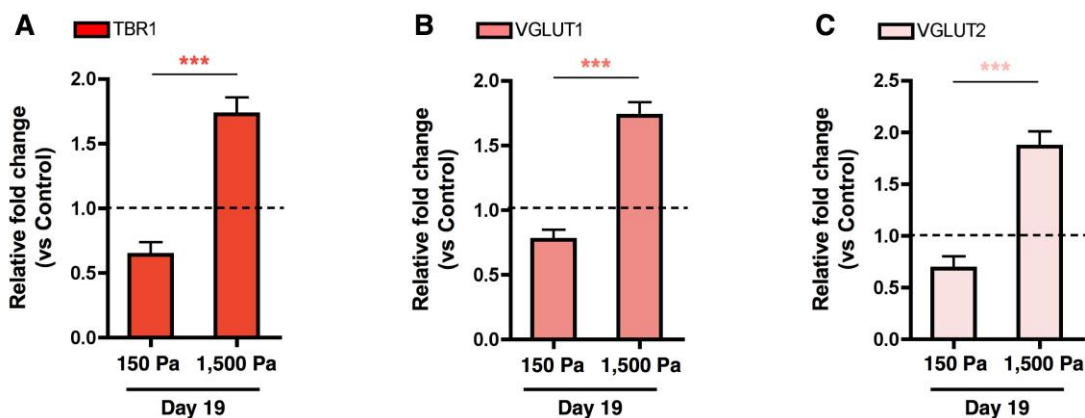 A
TBR1
***
Relative fold change
(vs Control)
2.0
1.5
1.0
0.5
0.0
150 Pa 1,500 Pa
Day 19
B
VGLUT1
***
Relative fold change
(vs Control)
2.0
1.5
1.0
0.5
0.0
150 Pa 1,500 Pa
Day 19
C
VGLUT2
***
Relative fold change
(vs Control)
2.5
2.0
1.5
1.0
0.5
0.0
150 Pa 1,500 Pa
Day 19